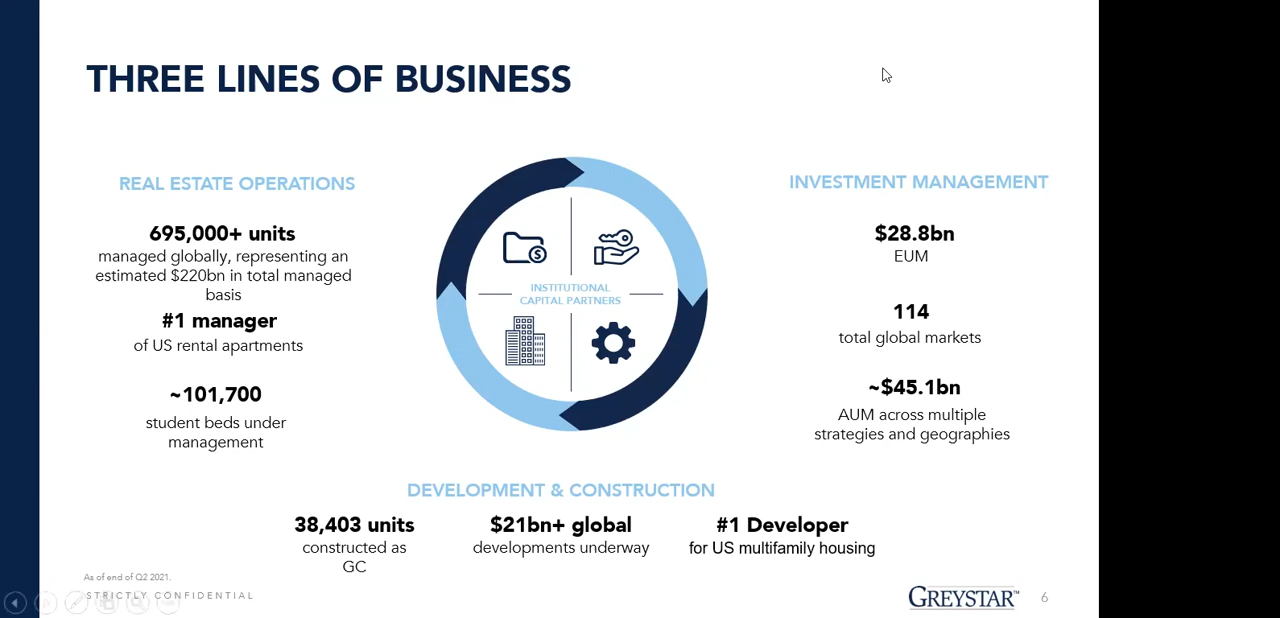 THREE LINES OF BUSINESS
REAL ESTATE OPERATIONS
695,000+ units
managed globally, representing an
estimated $220bn in total managed
basis
#1 manager
of US rental apartments
~101,700
student beds under
management
INSTITUTIONAL
CAPITAL PARTNERS
INVESTMENT MANAGEMENT
$28.8bn
EUM
114
total global markets
~$45.1bn
AUM across multiple
strategies and geographies
DEVELOPMENT & CONSTRUCTION
38,403 units
constructed as
GC
$21bn+ global
developments underway
#1 Developer
for US multifamily housing
As of end of Q2 2021.
STRICTLY CONFIDENTIAL
GREYSTAR™
6